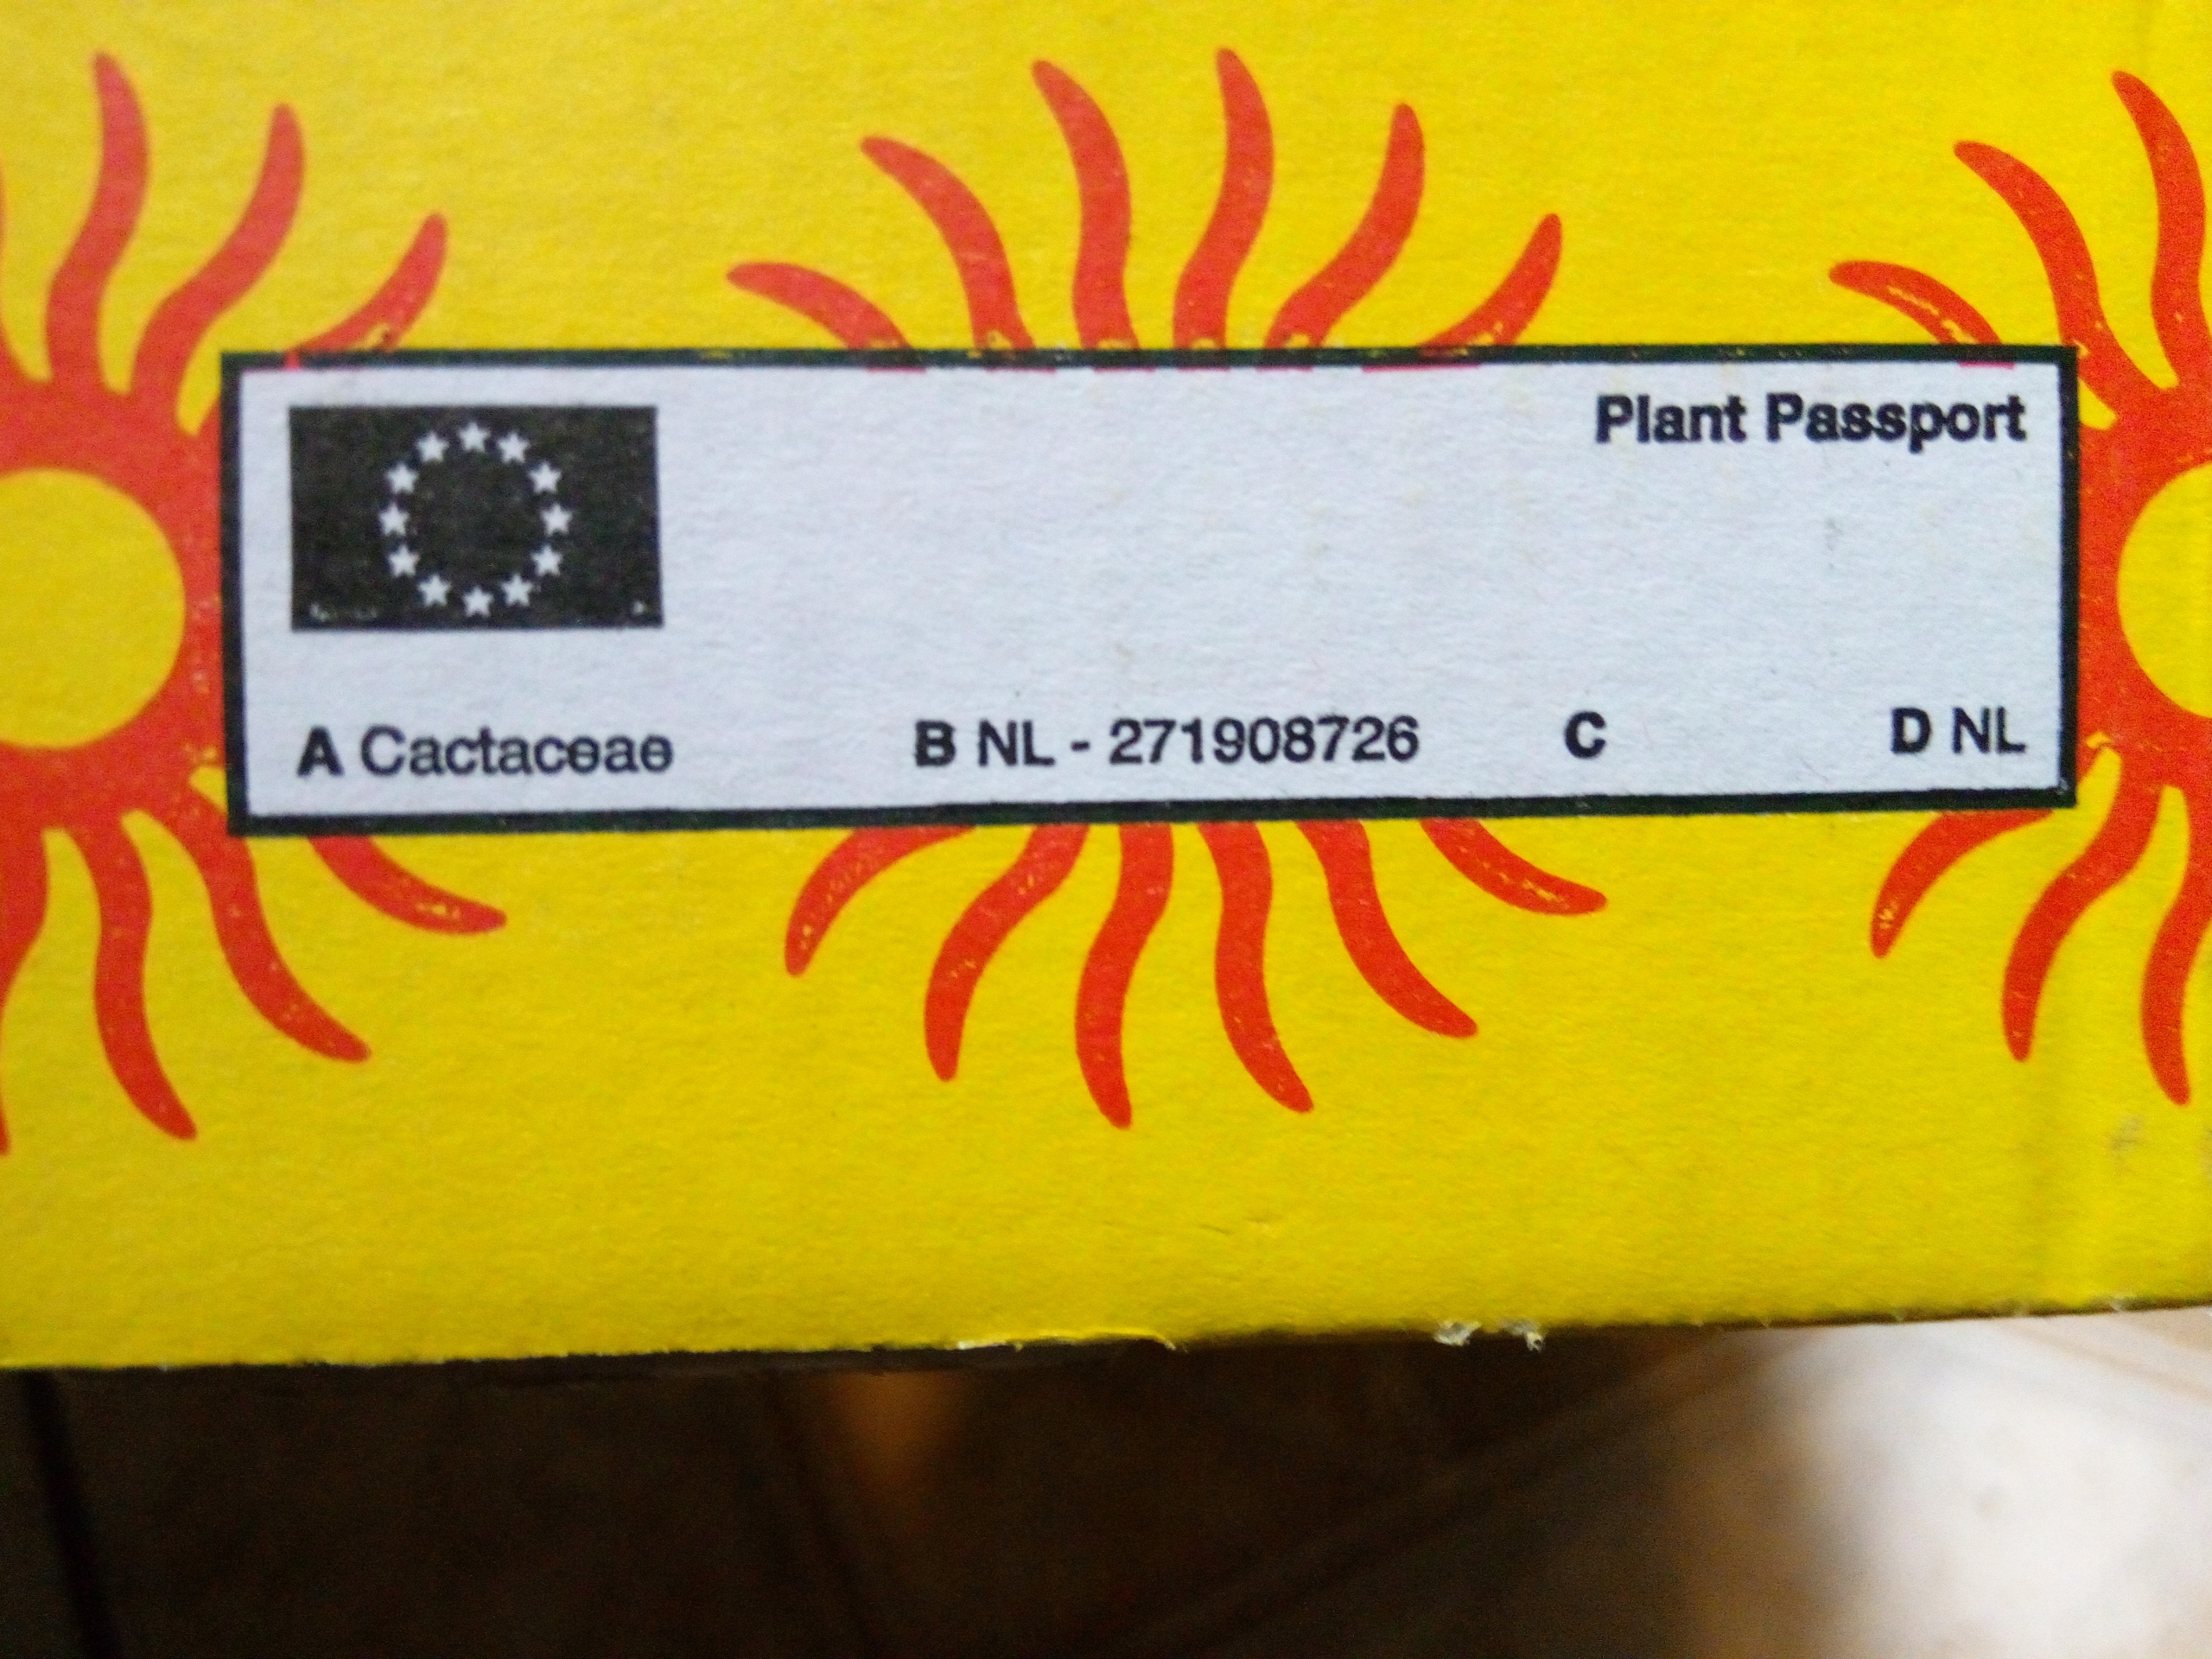 Plant Passport
A Cactaceae B NL - 271908726 C D NL